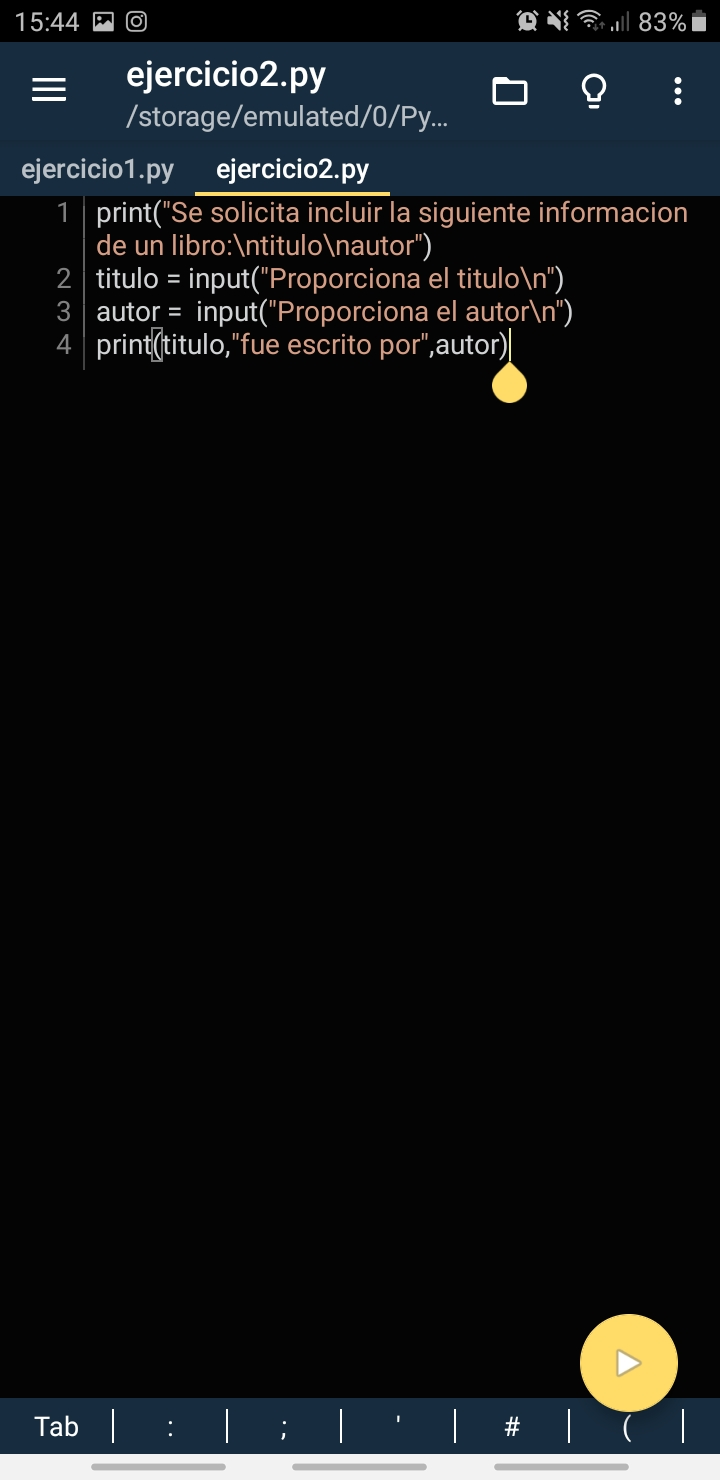 15:44 83%
ejercicio2.py
/storage/emulated/0/Py...
ejercicio1.py ejercicio2.py
1 print("Se solicita incluir la siguiente informacion
de un libro:\ntitulo\nautor")
2 titulo = input("Proporciona el titulo\n")
3 autor =  input("Proporciona el autor\n")
4 print(titulo,"fue escrito por",autor)
Tab : ; ' # (